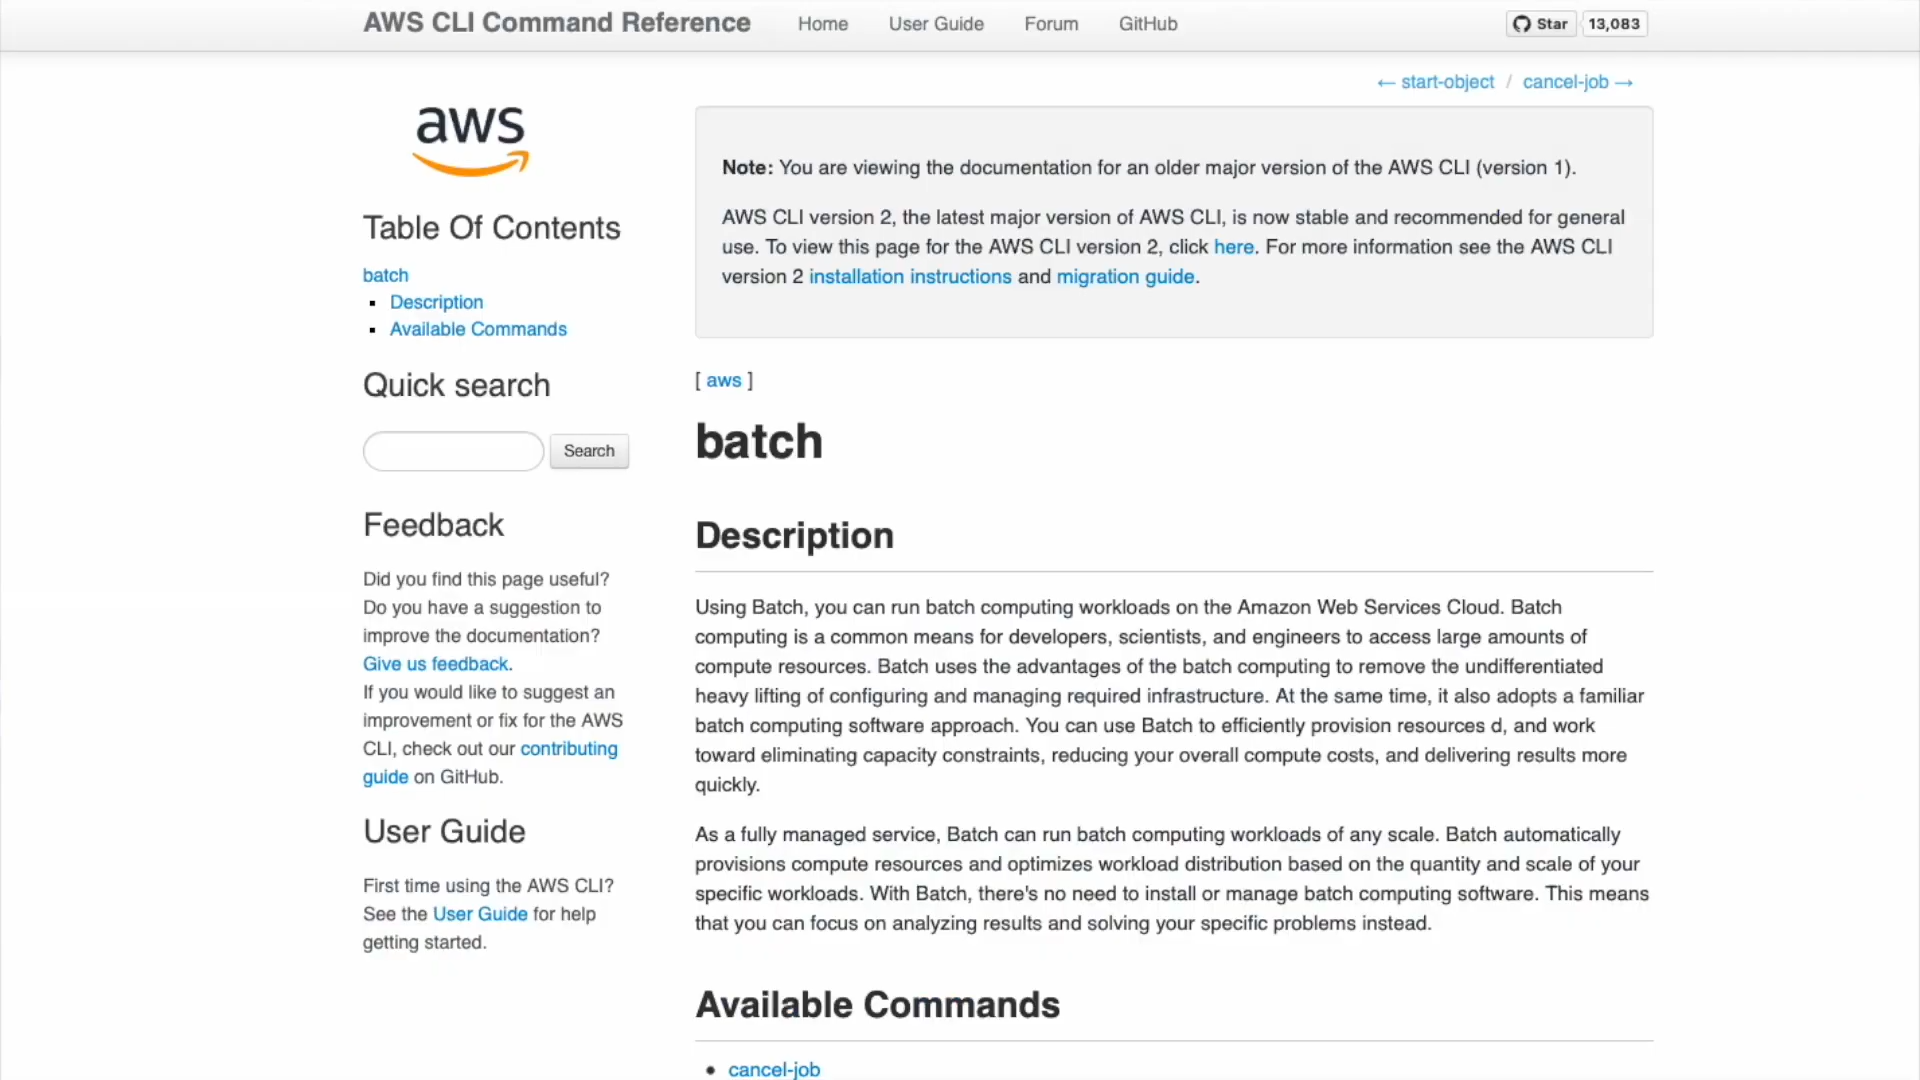 AWS CLI Command Reference Home User Guide Forum GitHub Star 13,083
← start-object / cancel-job →
aws
Table Of Contents
batch
▪ Description
▪ Available Commands
Quick search
Search
Feedback
Did you find this page useful?
Do you have a suggestion to
improve the documentation?
Give us feedback.
If you would like to suggest an
improvement or fix for the AWS
CLI, check out our contributing
guide on GitHub.
User Guide
First time using the AWS CLI?
See the User Guide for help
getting started.
Note: You are viewing the documentation for an older major version of the AWS CLI (version 1).
AWS CLI version 2, the latest major version of AWS CLI, is now stable and recommended for general
use. To view this page for the AWS CLI version 2, click here. For more information see the AWS CLI
version 2 installation instructions and migration guide.
[ aws ]
batch
Description
Using Batch, you can run batch computing workloads on the Amazon Web Services Cloud. Batch
computing is a common means for developers, scientists, and engineers to access large amounts of
compute resources. Batch uses the advantages of the batch computing to remove the undifferentiated
heavy lifting of configuring and managing required infrastructure. At the same time, it also adopts a familiar
batch computing software approach. You can use Batch to efficiently provision resources d, and work
toward eliminating capacity constraints, reducing your overall compute costs, and delivering results more
quickly.
As a fully managed service, Batch can run batch computing workloads of any scale. Batch automatically
provisions compute resources and optimizes workload distribution based on the quantity and scale of your
specific workloads. With Batch, there's no need to install or manage batch computing software. This means
that you can focus on analyzing results and solving your specific problems instead.
Available Commands
• cancel-job